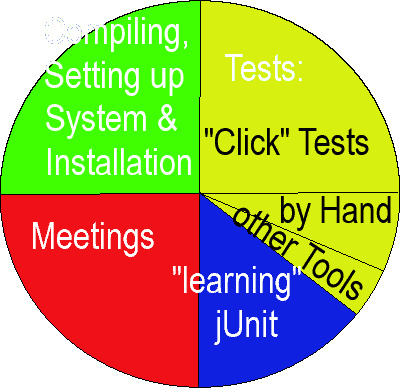 Compiling,
Setting up
System &
Installation
Tests:
"Click" Tests
by Hand
other Tools
Meetings
"learning"
jUnit